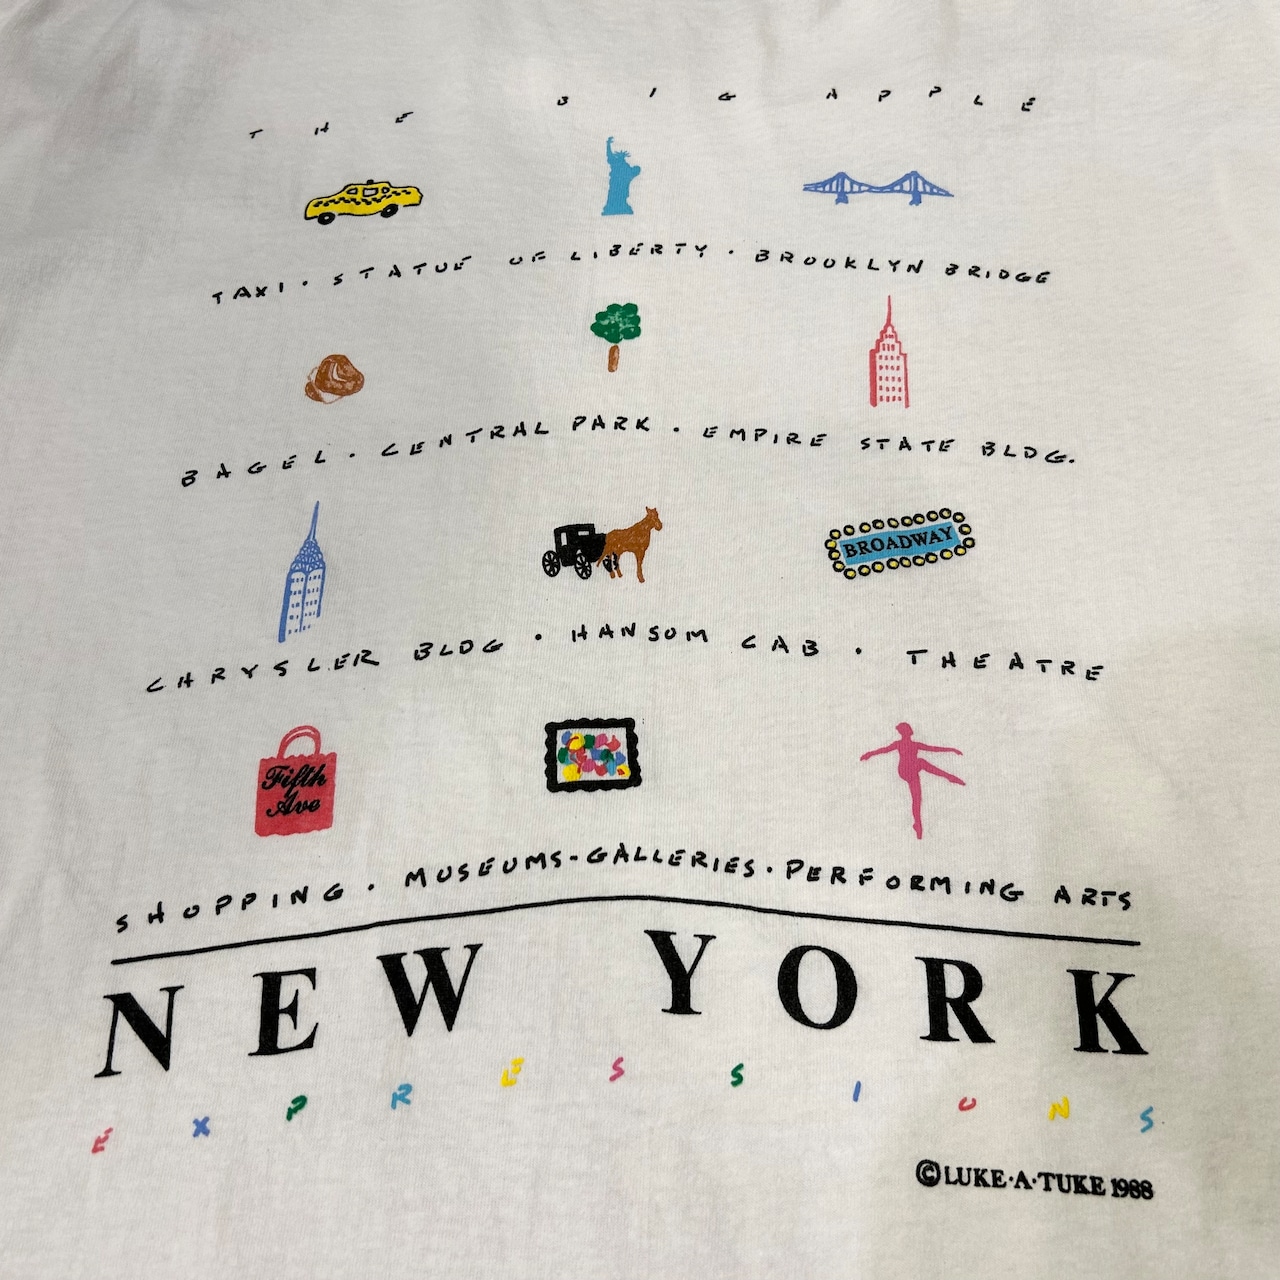 THE BIG APPLE
TAXI · STATUE OF LIBERTY · BROOKLYN BRIDGE
BAGEL · CENTRAL PARK · EMPIRE STATE BLDG.
BROADWAY
CHRYSLER BLDG · HANSOM CAB · THEATRE
Fifth
Ave
SHOPPING · MUSEUMS-GALLERIES · PERFORMING ARTS
NEW YORK
EXPRESSIONS
©LUKE·A·TUKE 1988